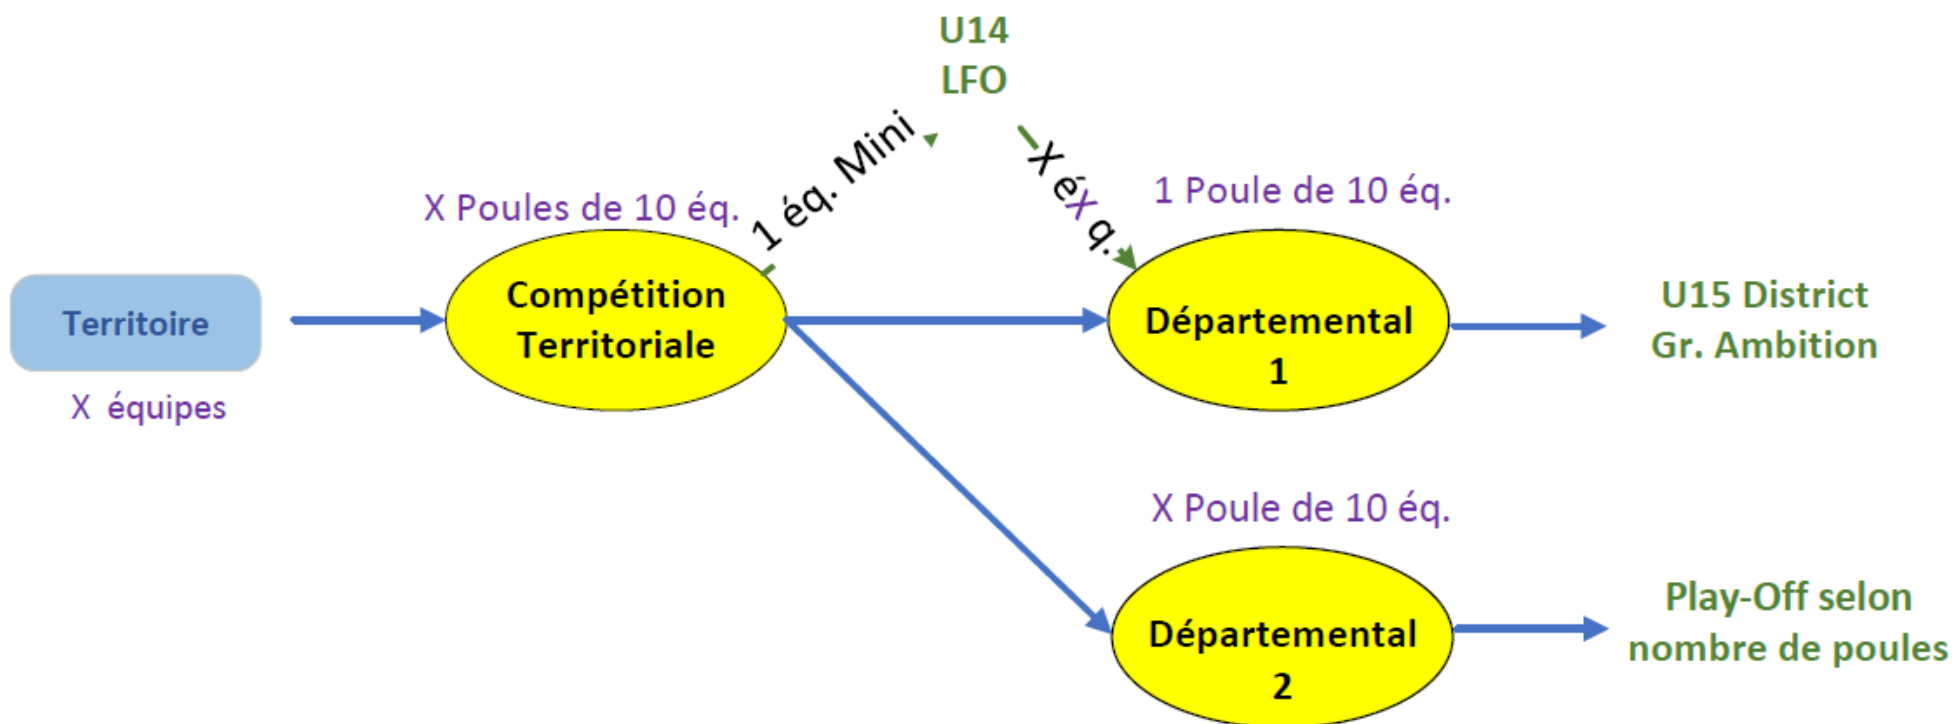 U14
LFO
1 éq. Mini
X éX q.
X Poules de 10 éq.
1 Poule de 10 éq.
Territoire
X équipes
Compétition
Territoriale
Départemental
1
U15 District
Gr. Ambition
X Poule de 10 éq.
Départemental
2
Play-Off selon
nombre de poules